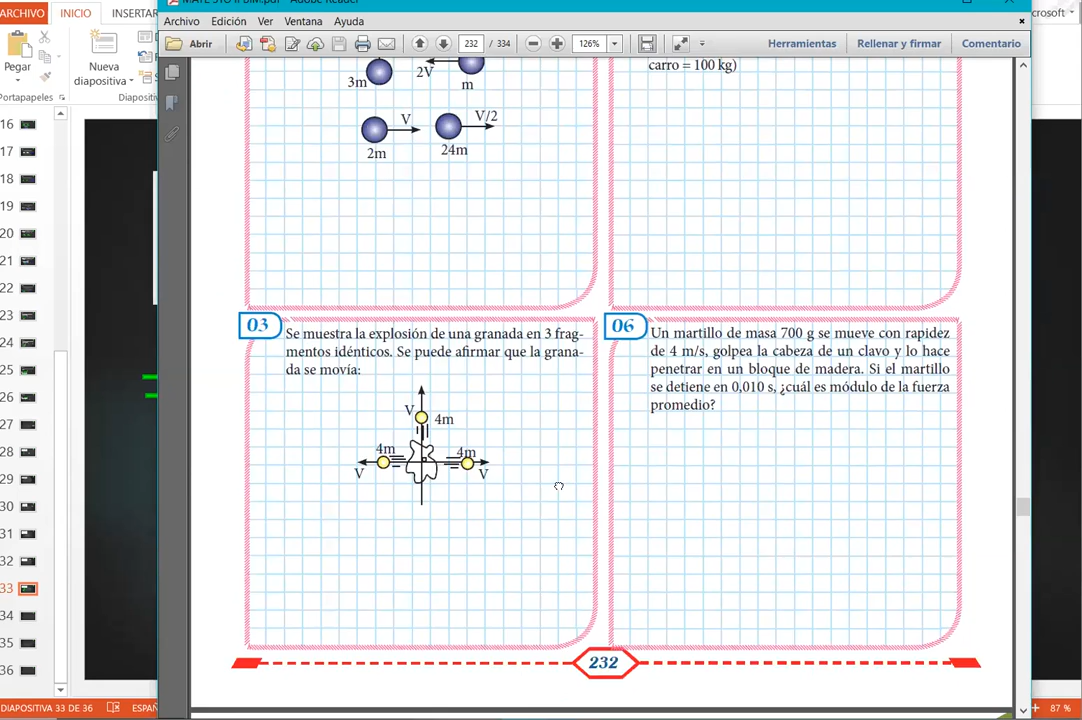 ARCHIVO INICIO INSERTAR
Archivo Edición Ver Ventana Ayuda
crosoft
Abrir 232 / 334 126% Herramientas Rellenar y firmar Comentario
Pegar
Nueva
diapositiva
Portapapeles
Diaposit
16
17
18
19
20
21
22
23
24
25
26
27
28
29
30
31
32
33
34
35
36
3m
2V
m
V
V/2
2m
24m
carro = 100 kg)
03
Se muestra la explosión de una granada en 3 frag-
mentos idénticos. Se puede afirmar que la grana-
da se movía:
V
4m
4m
4m
V
V
06
Un martillo de masa 700 g se mueve con rapidez
de 4 m/s, golpea la cabeza de un clavo y lo hace
penetrar en un bloque de madera. Si el martillo
se detiene en 0,010 s, ¿cuál es módulo de la fuerza
promedio?
232
DIAPOSITIVA 33 DE 36 ESPAÑ
87 %